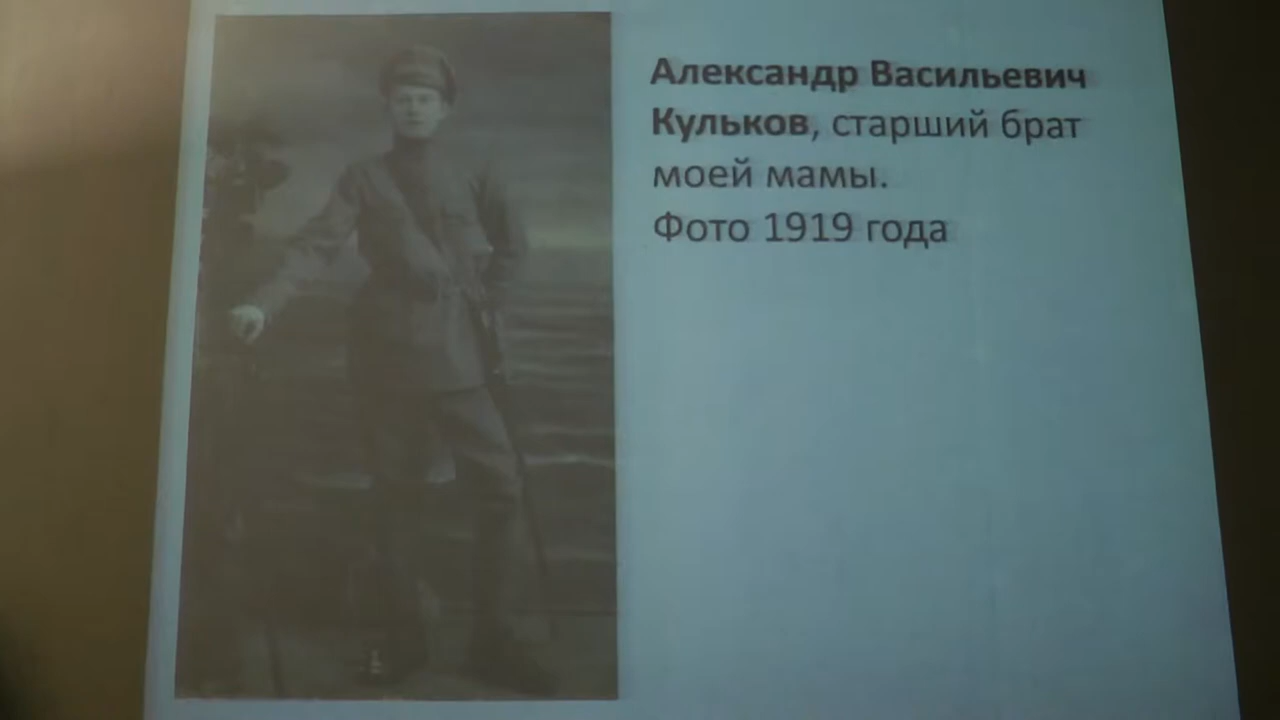 Александр Васильевич
Кульков, старший брат
моей мамы.
Фото 1919 года